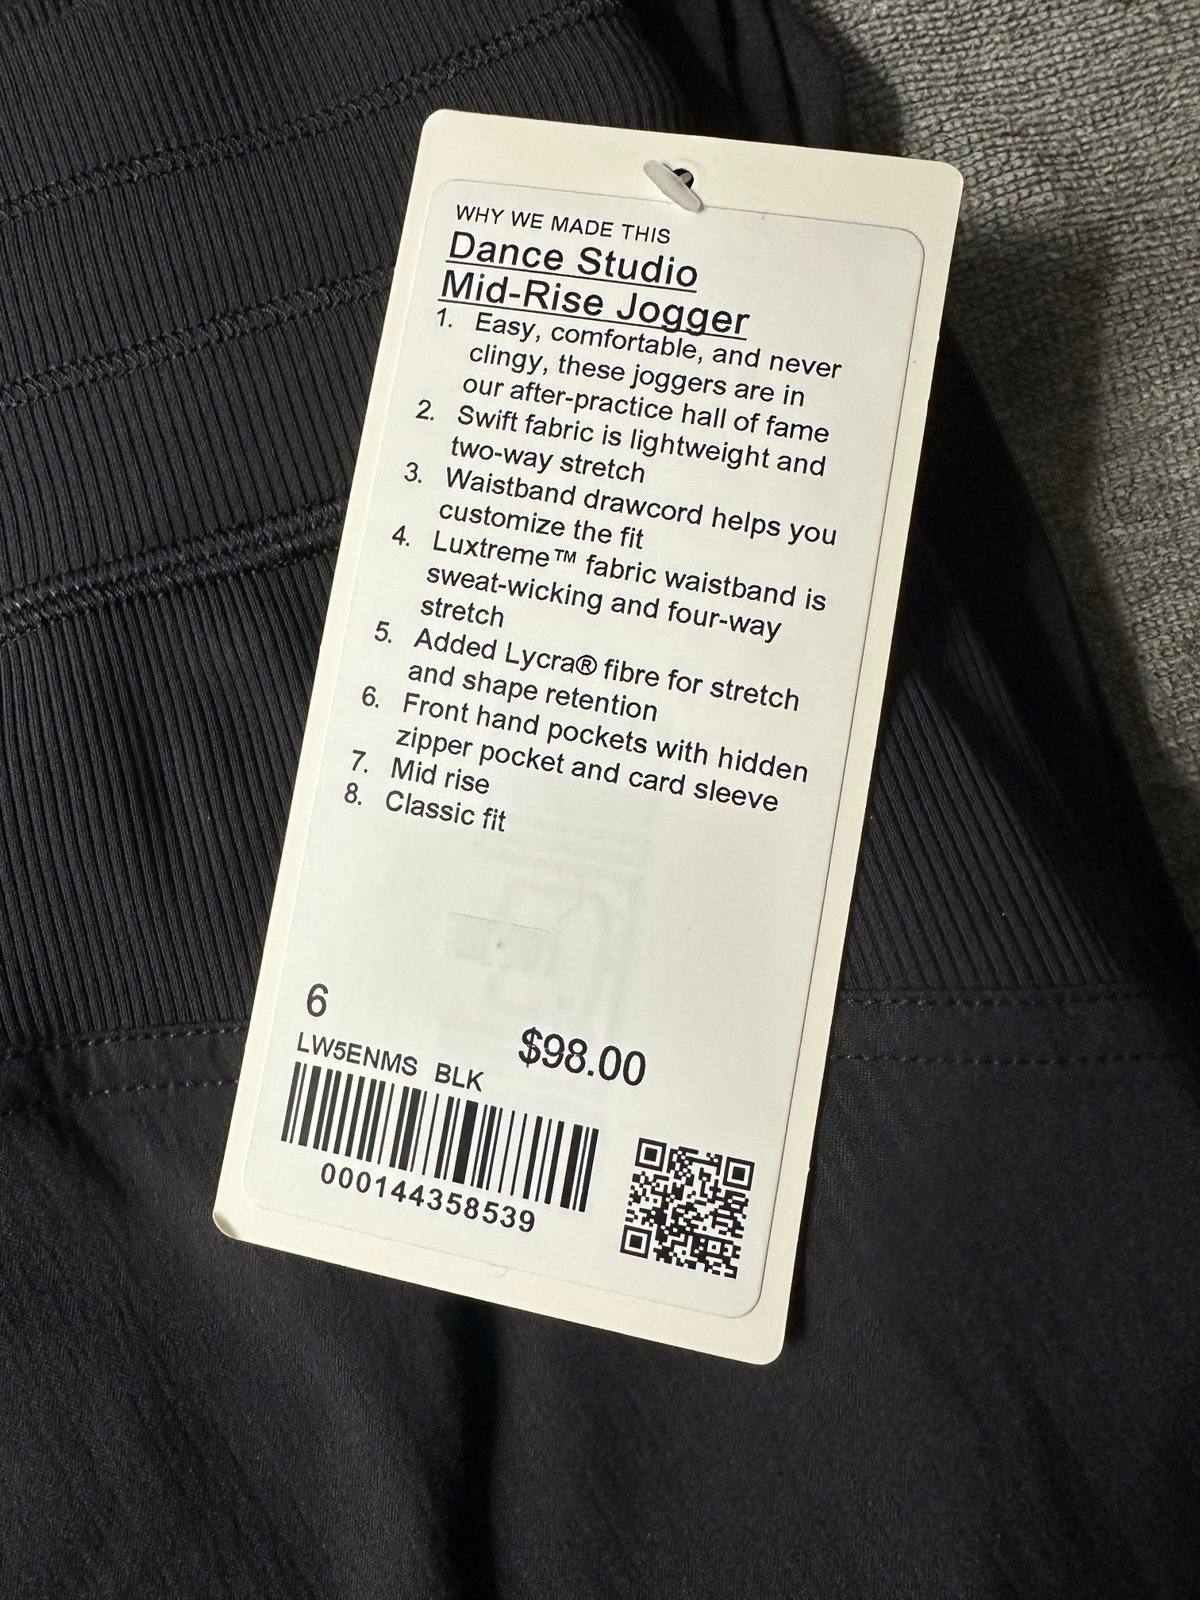 WHY WE MADE THIS
Dance Studio
Mid-Rise Jogger
1. Easy, comfortable, and never
clingy, these joggers are in
our after-practice hall of fame
2. Swift fabric is lightweight and
two-way stretch
3. Waistband drawcord helps you
customize the fit
4. Luxtreme™ fabric waistband is
sweat-wicking and four-way
stretch
5. Added Lycra® fibre for stretch
and shape retention
6. Front hand pockets with hidden
zipper pocket and card sleeve
7. Mid rise
8. Classic fit
6
$98.00
LW5ENMS BLK
000144358539